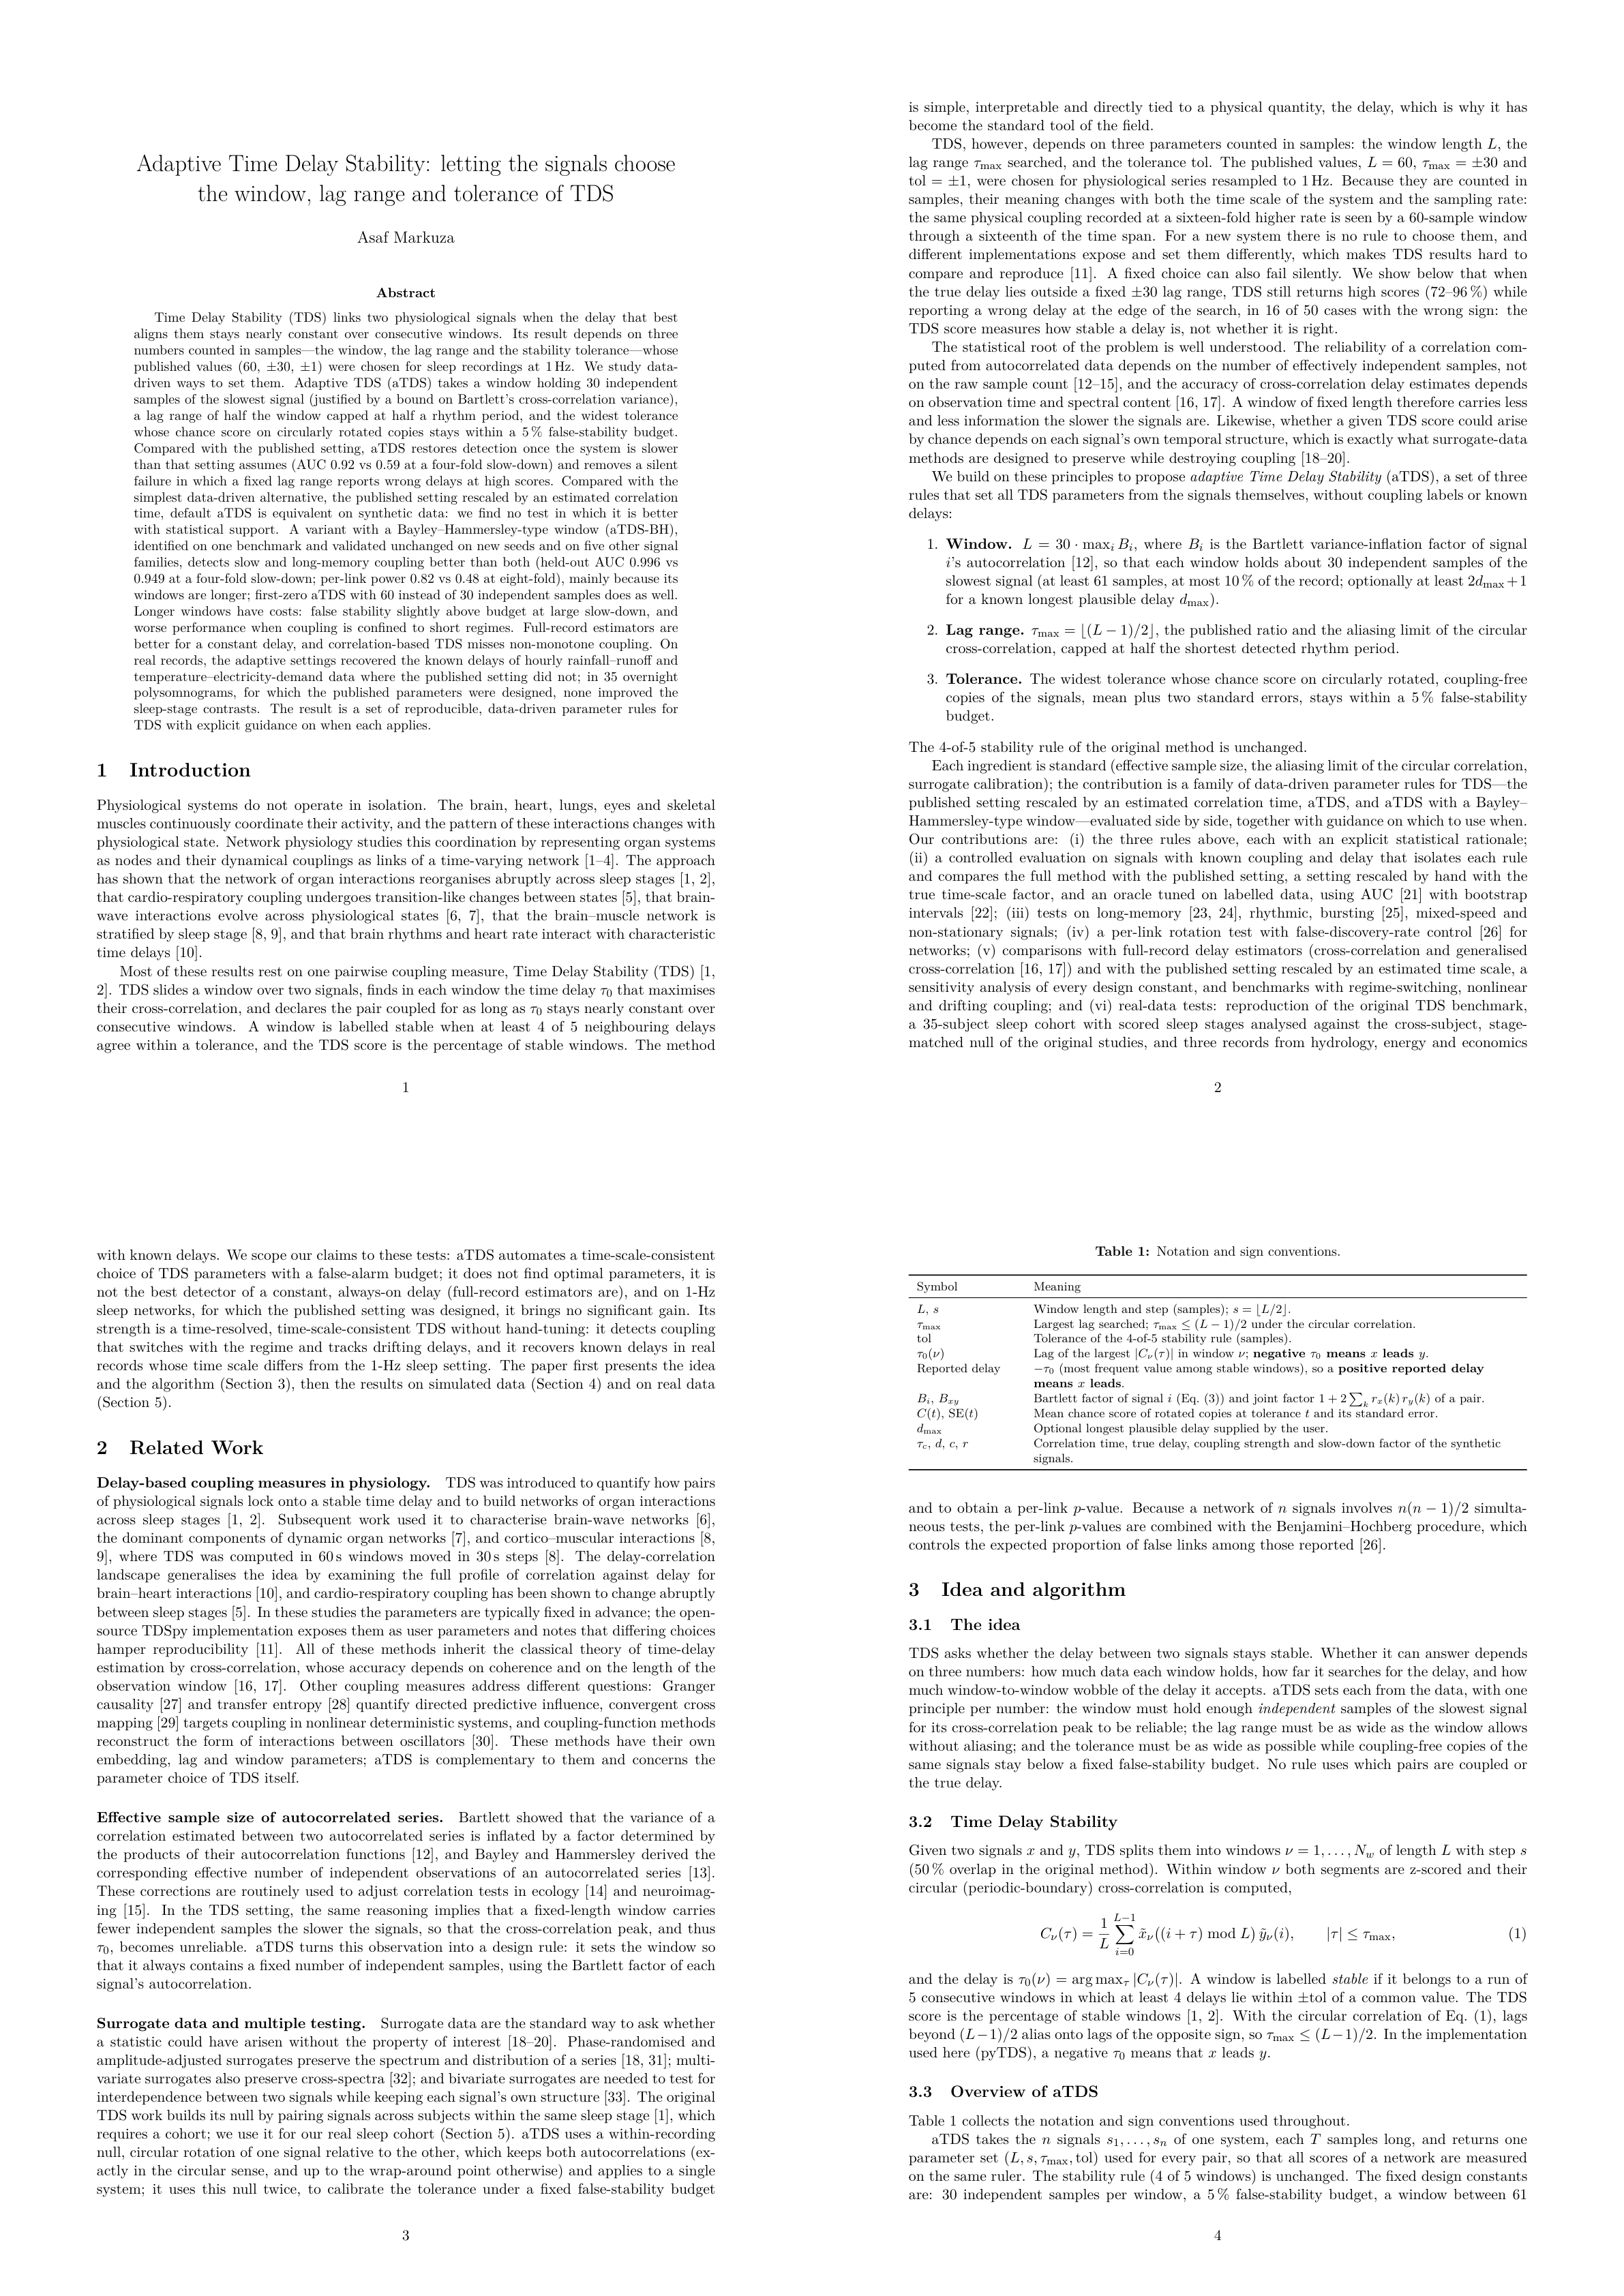 Adaptive Time Delay Stability: letting the signals choose
the window, lag range and tolerance of TDS
Asaf Markuza
Abstract
Time Delay Stability (TDS) links two physiological signals when the delay that best
aligns them stays nearly constant over consecutive windows. Its result depends on three
numbers counted in samples—the window, the lag range and the stability tolerance—whose
published values (60, ±30, ±1) were chosen for sleep recordings at 1 Hz. We study data-
driven ways to set them. Adaptive TDS (aTDS) takes a window holding 30 independent
samples of the slowest signal (justified by a bound on Bartlett's cross-correlation variance),
a lag range of half the window capped at half a rhythm period, and the widest tolerance
whose chance score on circularly rotated copies stays within a 5 % false-stability budget.
Compared with the published setting, aTDS restores detection once the system is slower
than that setting assumes (AUC 0.92 vs 0.59 at a four-fold slow-down) and removes a silent
failure in which a fixed lag range reports wrong delays at high scores. Compared with the
simplest data-driven alternative, the published setting rescaled by an estimated correlation
time, default aTDS is equivalent on synthetic data: we find no test in which it is better
with statistical support. A variant with a Bayley–Hammersley-type window (aTDS-BH),
identified on one benchmark and validated unchanged on new seeds and on five other signal
families, detects slow and long-memory coupling better than both (held-out AUC 0.996 vs
0.949 at a four-fold slow-down; per-link power 0.82 vs 0.48 at eight-fold), mainly because its
windows are longer; first-zero aTDS with 60 instead of 30 independent samples does as well.
Longer windows have costs: false stability slightly above budget at large slow-down, and
worse performance when coupling is confined to short regimes. Full-record estimators are
better for a constant delay, and correlation-based TDS misses non-monotone coupling. On
real records, the adaptive settings recovered the known delays of hourly rainfall–runoff and
temperature–electricity-demand data where the published setting did not; in 35 overnight
polysomnograms, for which the published parameters were designed, none improved the
sleep-stage contrasts. The result is a set of reproducible, data-driven parameter rules for
TDS with explicit guidance on when each applies.
1 Introduction
Physiological systems do not operate in isolation. The brain, heart, lungs, eyes and skeletal
muscles continuously coordinate their activity, and the pattern of these interactions changes with
physiological state. Network physiology studies this coordination by representing organ systems
as nodes and their dynamical couplings as links of a time-varying network [1–4]. The approach
has shown that the network of organ interactions reorganises abruptly across sleep stages [1, 2],
that cardio-respiratory coupling undergoes transition-like changes between states [5], that brain-
wave interactions evolve across physiological states [6, 7], that the brain–muscle network is
stratified by sleep stage [8, 9], and that brain rhythms and heart rate interact with characteristic
time delays [10].
Most of these results rest on one pairwise coupling measure, Time Delay Stability (TDS) [1,
2]. TDS slides a window over two signals, finds in each window the time delay τ0 that maximises
their cross-correlation, and declares the pair coupled for as long as τ0 stays nearly constant over
consecutive windows. A window is labelled stable when at least 4 of 5 neighbouring delays
agree within a tolerance, and the TDS score is the percentage of stable windows. The method
1
is simple, interpretable and directly tied to a physical quantity, the delay, which is why it has
become the standard tool of the field.
TDS, however, depends on three parameters counted in samples: the window length L, the
lag range τmax searched, and the tolerance tol. The published values, L = 60, τmax = ±30 and
tol = ±1, were chosen for physiological series resampled to 1 Hz. Because they are counted in
samples, their meaning changes with both the time scale of the system and the sampling rate:
the same physical coupling recorded at a sixteen-fold higher rate is seen by a 60-sample window
through a sixteenth of the time span. For a new system there is no rule to choose them, and
different implementations expose and set them differently, which makes TDS results hard to
compare and reproduce [11]. A fixed choice can also fail silently. We show below that when
the true delay lies outside a fixed ±30 lag range, TDS still returns high scores (72–96 %) while
reporting a wrong delay at the edge of the search, in 16 of 50 cases with the wrong sign: the
TDS score measures how stable a delay is, not whether it is right.
The statistical root of the problem is well understood. The reliability of a correlation com-
puted from autocorrelated data depends on the number of effectively independent samples, not
on the raw sample count [12–15], and the accuracy of cross-correlation delay estimates depends
on observation time and spectral content [16, 17]. A window of fixed length therefore carries less
and less information the slower the signals are. Likewise, whether a given TDS score could arise
by chance depends on each signal's own temporal structure, which is exactly what surrogate-data
methods are designed to preserve while destroying coupling [18–20].
We build on these principles to propose adaptive Time Delay Stability (aTDS), a set of three
rules that set all TDS parameters from the signals themselves, without coupling labels or known
delays:
1. Window. L = 30 · maxi Bi, where Bi is the Bartlett variance-inflation factor of signal
i's autocorrelation [12], so that each window holds about 30 independent samples of the
slowest signal (at least 61 samples, at most 10 % of the record; optionally at least 2dmax+1
for a known longest plausible delay dmax).
2. Lag range. τmax = ⌊(L − 1)/2⌋, the published ratio and the aliasing limit of the circular
cross-correlation, capped at half the shortest detected rhythm period.
3. Tolerance. The widest tolerance whose chance score on circularly rotated, coupling-free
copies of the signals, mean plus two standard errors, stays within a 5 % false-stability
budget.
The 4-of-5 stability rule of the original method is unchanged.
Each ingredient is standard (effective sample size, the aliasing limit of the circular correlation,
surrogate calibration); the contribution is a family of data-driven parameter rules for TDS—the
published setting rescaled by an estimated correlation time, aTDS, and aTDS with a Bayley–
Hammersley-type window—evaluated side by side, together with guidance on which to use when.
Our contributions are: (i) the three rules above, each with an explicit statistical rationale;
(ii) a controlled evaluation on signals with known coupling and delay that isolates each rule
and compares the full method with the published setting, a setting rescaled by hand with the
true time-scale factor, and an oracle tuned on labelled data, using AUC [21] with bootstrap
intervals [22]; (iii) tests on long-memory [23, 24], rhythmic, bursting [25], mixed-speed and
non-stationary signals; (iv) a per-link rotation test with false-discovery-rate control [26] for
networks; (v) comparisons with full-record delay estimators (cross-correlation and generalised
cross-correlation [16, 17]) and with the published setting rescaled by an estimated time scale, a
sensitivity analysis of every design constant, and benchmarks with regime-switching, nonlinear
and drifting coupling; and (vi) real-data tests: reproduction of the original TDS benchmark,
a 35-subject sleep cohort with scored sleep stages analysed against the cross-subject, stage-
matched null of the original studies, and three records from hydrology, energy and economics
2
with known delays. We scope our claims to these tests: aTDS automates a time-scale-consistent
choice of TDS parameters with a false-alarm budget; it does not find optimal parameters, it is
not the best detector of a constant, always-on delay (full-record estimators are), and on 1-Hz
sleep networks, for which the published setting was designed, it brings no significant gain. Its
strength is a time-resolved, time-scale-consistent TDS without hand-tuning: it detects coupling
that switches with the regime and tracks drifting delays, and it recovers known delays in real
records whose time scale differs from the 1-Hz sleep setting. The paper first presents the idea
and the algorithm (Section 3), then the results on simulated data (Section 4) and on real data
(Section 5).
2 Related Work
Delay-based coupling measures in physiology. TDS was introduced to quantify how pairs
of physiological signals lock onto a stable time delay and to build networks of organ interactions
across sleep stages [1, 2]. Subsequent work used it to characterise brain-wave networks [6],
the dominant components of dynamic organ networks [7], and cortico–muscular interactions [8,
9], where TDS was computed in 60 s windows moved in 30 s steps [8]. The delay-correlation
landscape generalises the idea by examining the full profile of correlation against delay for
brain–heart interactions [10], and cardio-respiratory coupling has been shown to change abruptly
between sleep stages [5]. In these studies the parameters are typically fixed in advance; the open-
source TDSpy implementation exposes them as user parameters and notes that differing choices
hamper reproducibility [11]. All of these methods inherit the classical theory of time-delay
estimation by cross-correlation, whose accuracy depends on coherence and on the length of the
observation window [16, 17]. Other coupling measures address different questions: Granger
causality [27] and transfer entropy [28] quantify directed predictive influence, convergent cross
mapping [29] targets coupling in nonlinear deterministic systems, and coupling-function methods
reconstruct the form of interactions between oscillators [30]. These methods have their own
embedding, lag and window parameters; aTDS is complementary to them and concerns the
parameter choice of TDS itself.
Effective sample size of autocorrelated series. Bartlett showed that the variance of a
correlation estimated between two autocorrelated series is inflated by a factor determined by
the products of their autocorrelation functions [12], and Bayley and Hammersley derived the
corresponding effective number of independent observations of an autocorrelated series [13].
These corrections are routinely used to adjust correlation tests in ecology [14] and neuroimag-
ing [15]. In the TDS setting, the same reasoning implies that a fixed-length window carries
fewer independent samples the slower the signals, so that the cross-correlation peak, and thus
τ0, becomes unreliable. aTDS turns this observation into a design rule: it sets the window so
that it always contains a fixed number of independent samples, using the Bartlett factor of each
signal's autocorrelation.
Surrogate data and multiple testing. Surrogate data are the standard way to ask whether
a statistic could have arisen without the property of interest [18–20]. Phase-randomised and
amplitude-adjusted surrogates preserve the spectrum and distribution of a series [18, 31]; multi-
variate surrogates also preserve cross-spectra [32]; and bivariate surrogates are needed to test for
interdependence between two signals while keeping each signal's own structure [33]. The original
TDS work builds its null by pairing signals across subjects within the same sleep stage [1], which
requires a cohort; we use it for our real sleep cohort (Section 5). aTDS uses a within-recording
null, circular rotation of one signal relative to the other, which keeps both autocorrelations (ex-
actly in the circular sense, and up to the wrap-around point otherwise) and applies to a single
system; it uses this null twice, to calibrate the tolerance under a fixed false-stability budget
3
Table 1: Notation and sign conventions.
Symbol Meaning
L, s Window length and step (samples); s = ⌊L/2⌋.
τmax Largest lag searched; τmax ≤ (L − 1)/2 under the circular correlation.
tol Tolerance of the 4-of-5 stability rule (samples).
τ0(ν) Lag of the largest |Cν(τ)| in window ν; negative τ0 means x leads y.
Reported delay −τ0 (most frequent value among stable windows), so a positive reported delay
means x leads.
Bi, Bxy Bartlett factor of signal i (Eq. (3)) and joint factor 1 + 2 ∑k rx(k) ry(k) of a pair.
C(t), SE(t) Mean chance score of rotated copies at tolerance t and its standard error.
dmax Optional longest plausible delay supplied by the user.
τc, d, c, r Correlation time, true delay, coupling strength and slow-down factor of the synthetic
signals.
and to obtain a per-link p-value. Because a network of n signals involves n(n − 1)/2 simulta-
neous tests, the per-link p-values are combined with the Benjamini–Hochberg procedure, which
controls the expected proportion of false links among those reported [26].
3 Idea and algorithm
3.1 The idea
TDS asks whether the delay between two signals stays stable. Whether it can answer depends
on three numbers: how much data each window holds, how far it searches for the delay, and how
much window-to-window wobble of the delay it accepts. aTDS sets each from the data, with one
principle per number: the window must hold enough independent samples of the slowest signal
for its cross-correlation peak to be reliable; the lag range must be as wide as the window allows
without aliasing; and the tolerance must be as wide as possible while coupling-free copies of the
same signals stay below a fixed false-stability budget. No rule uses which pairs are coupled or
the true delay.
3.2 Time Delay Stability
Given two signals x and y, TDS splits them into windows ν = 1, . . . , Nw of length L with step s
(50 % overlap in the original method). Within window ν both segments are z-scored and their
circular (periodic-boundary) cross-correlation is computed,
Cν(τ) = 1/L ∑_{i=0}^{L−1} x̃ν((i + τ) mod L) ỹν(i), |τ| ≤ τmax, (1)
and the delay is τ0(ν) = arg maxτ |Cν(τ)|. A window is labelled stable if it belongs to a run of
5 consecutive windows in which at least 4 delays lie within ±tol of a common value. The TDS
score is the percentage of stable windows [1, 2]. With the circular correlation of Eq. (1), lags
beyond (L−1)/2 alias onto lags of the opposite sign, so τmax ≤ (L−1)/2. In the implementation
used here (pyTDS), a negative τ0 means that x leads y.
3.3 Overview of aTDS
Table 1 collects the notation and sign conventions used throughout.
aTDS takes the n signals s1, . . . , sn of one system, each T samples long, and returns one
parameter set (L, s, τmax, tol) used for every pair, so that all scores of a network are measured
on the same ruler. The stability rule (4 of 5 windows) is unchanged. The fixed design constants
are: 30 independent samples per window, a 5 % false-stability budget, a window between 61
4